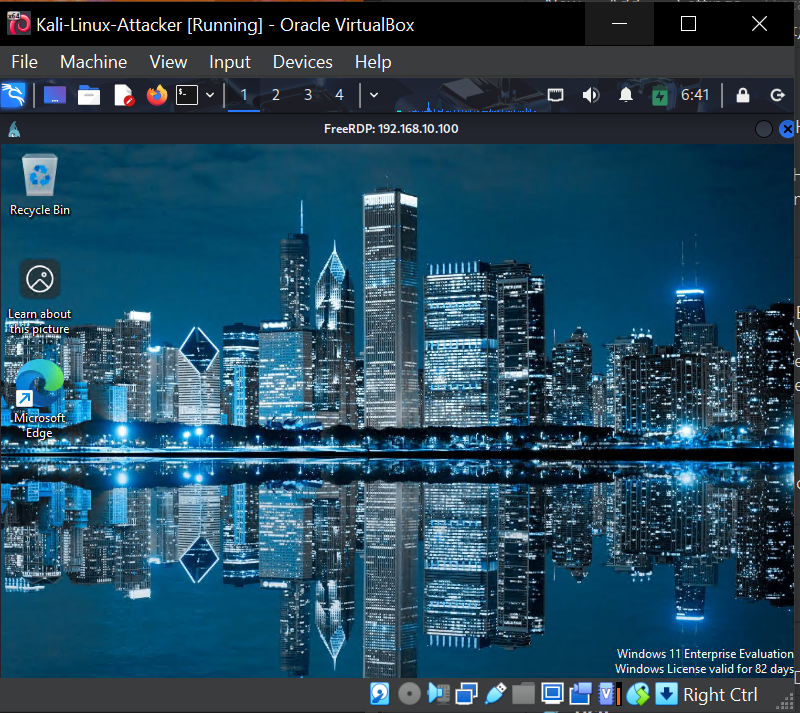 Kali-Linux-Attacker [Running] - Oracle VirtualBox
File Machine View Input Devices Help
1 2 3 4 6:41
FreeRDP: 192.168.10.100
Recycle Bin
Learn about
this picture
Microsoft
Edge
Windows 11 Enterprise Evaluation
Windows License valid for 82 days
Right Ctrl